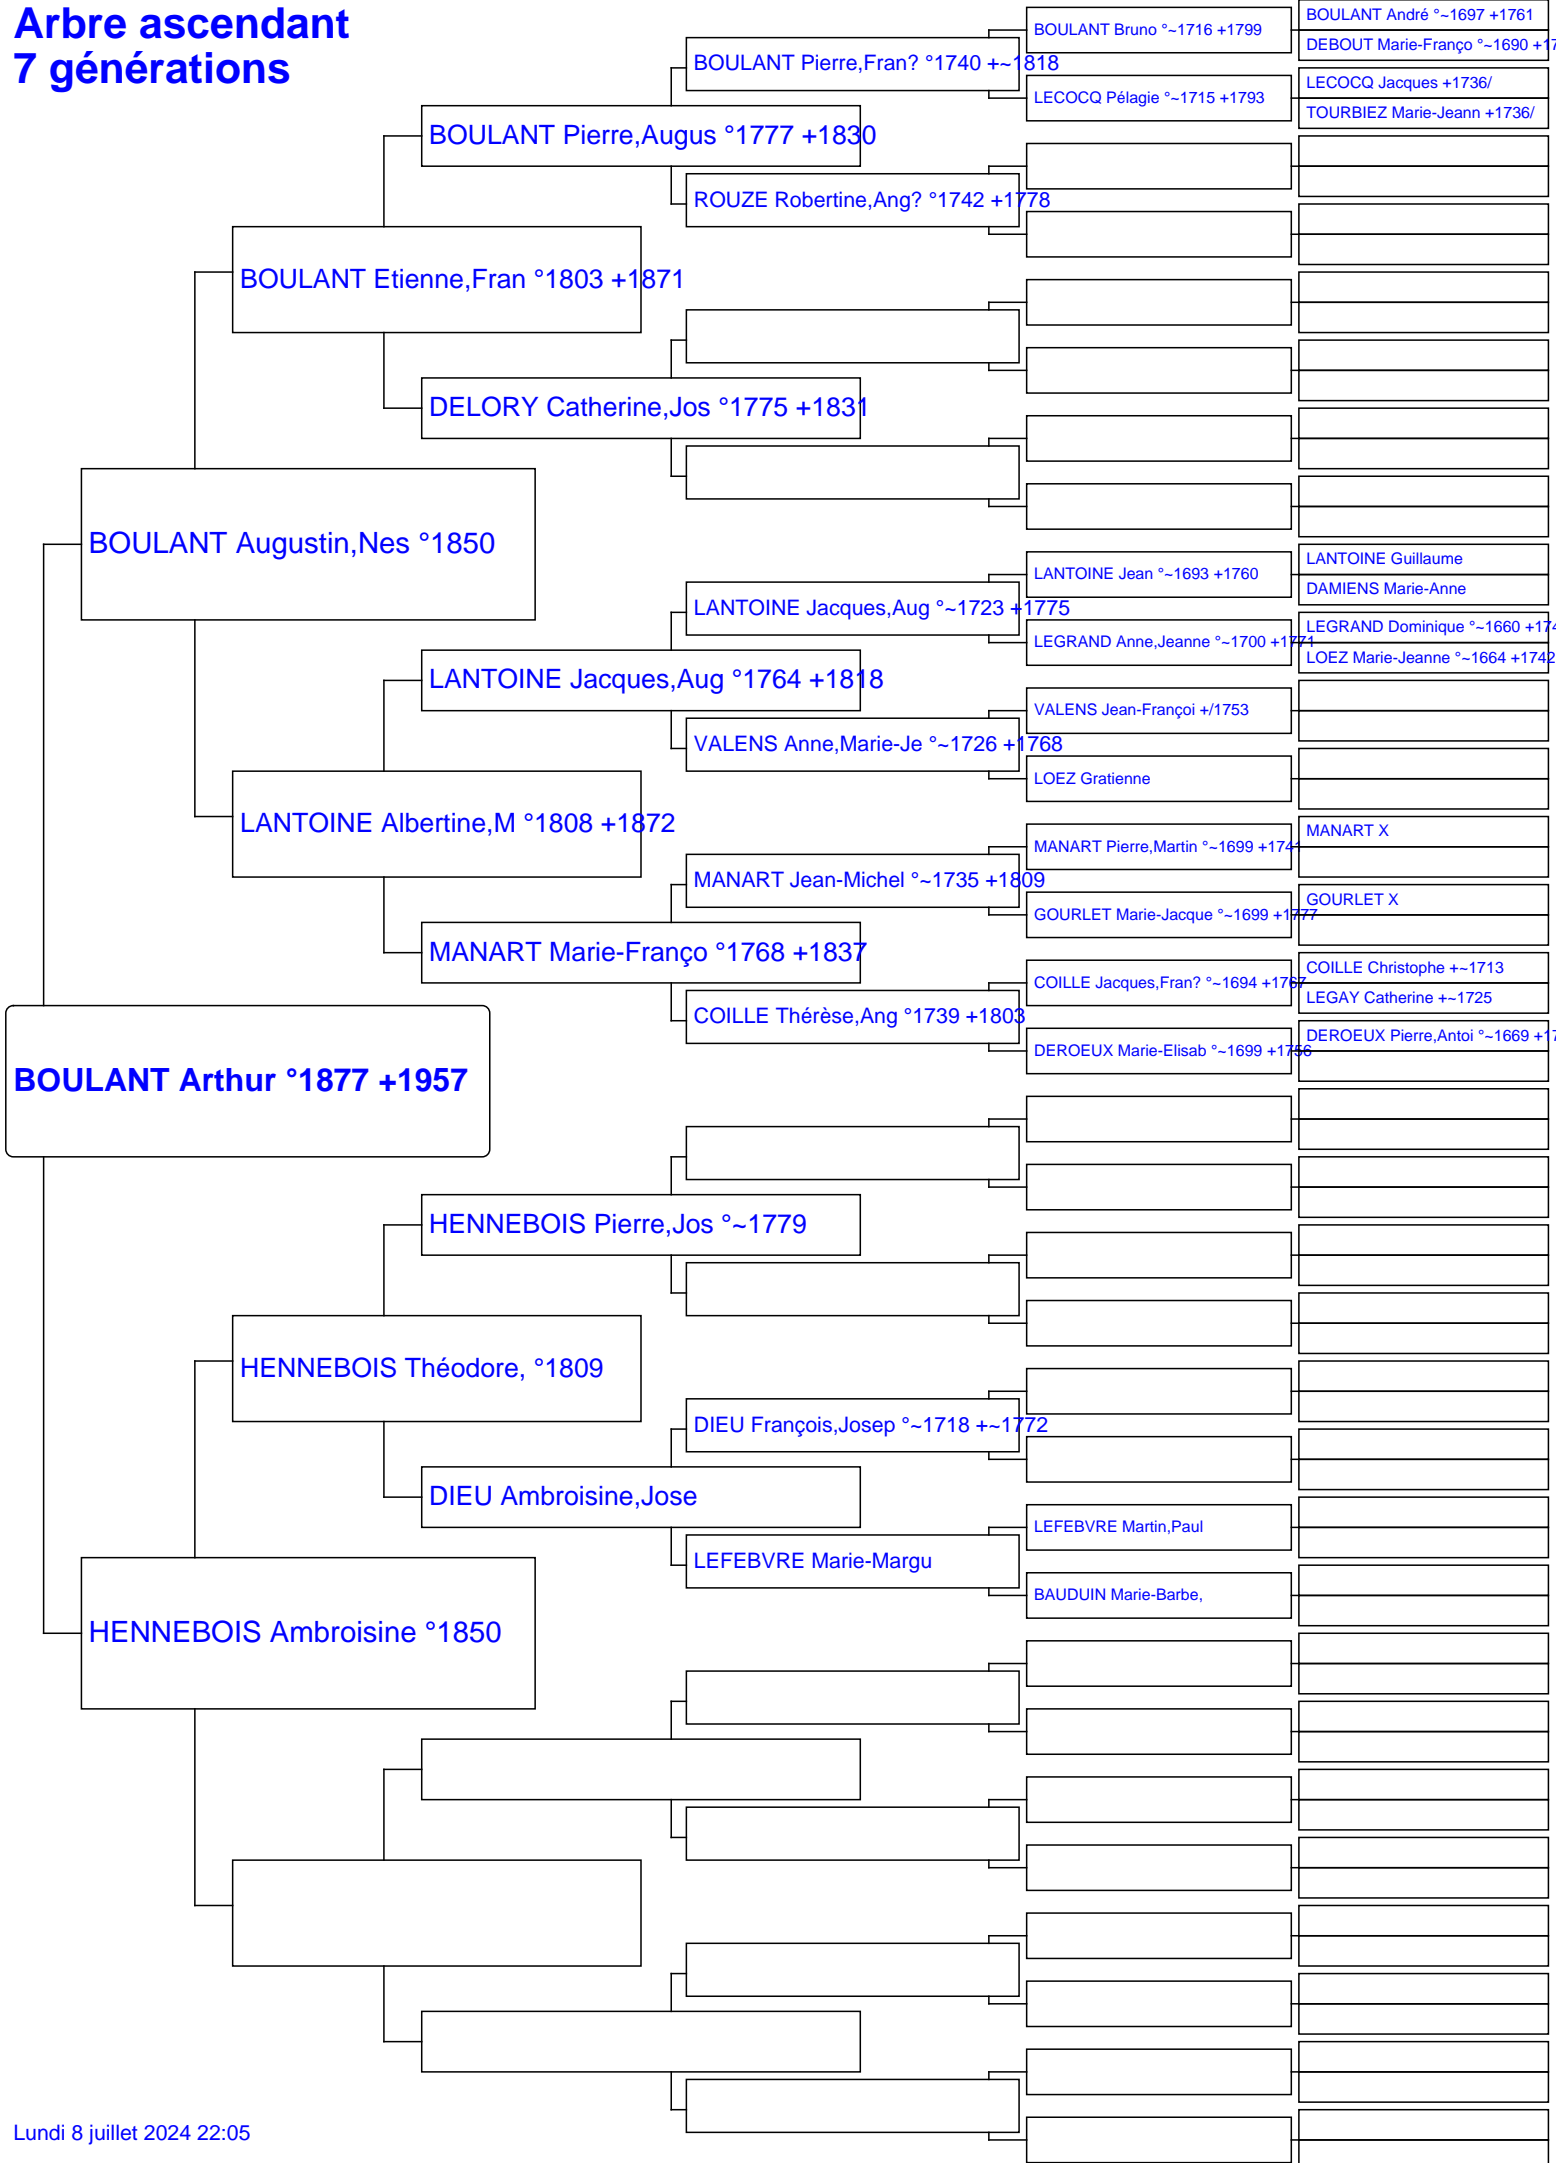 Arbre ascendant
7 générations
BOULANT Arthur °1877 +1957
BOULANT Augustin,Nes °1850
HENNEBOIS Ambroisine °1850
BOULANT Etienne,Fran °1803 +1871
LANTOINE Albertine,M °1808 +1872
HENNEBOIS Théodore, °1809
BOULANT Pierre,Augus °1777 +1830
DELORY Catherine,Jos °1775 +1831
LANTOINE Jacques,Aug °1764 +1818
MANART Marie-Franço °1768 +1837
HENNEBOIS Pierre,Jos °~1779
DIEU Ambroisine,Jose
BOULANT Pierre,Fran? °1740 +~1818
ROUZE Robertine,Ang? °1742 +1778
LANTOINE Jacques,Aug °~1723 +1775
VALENS Anne,Marie-Je °~1726 +1768
MANART Jean-Michel °~1735 +1809
COILLE Thérèse,Ang °1739 +1803
DIEU François,Josep °~1718 +~1772
LEFEBVRE Marie-Margu
BOULANT Bruno °~1716 +1799
LECOCQ Pélagie °~1715 +1793
LANTOINE Jean °~1693 +1760
LEGRAND Anne,Jeanne °~1700 +1771
VALENS Jean-Françoi +/1753
LOEZ Gratienne
MANART Pierre,Martin °~1699 +1741
GOURLET Marie-Jacque °~1699 +1777
COILLE Jacques,Fran? °~1694 +1767
DEROEUX Marie-Elisab °~1699 +1756
LEFEBVRE Martin,Paul
BAUDUIN Marie-Barbe,
BOULANT André °~1697 +1761
DEBOUT Marie-Franço °~1690 +17
LECOCQ Jacques +1736/
TOURBIEZ Marie-Jeann +1736/
LANTOINE Guillaume
DAMIENS Marie-Anne
LEGRAND Dominique °~1660 +174
LOEZ Marie-Jeanne °~1664 +1742
MANART X
GOURLET X
COILLE Christophe +~1713
LEGAY Catherine +~1725
DEROEUX Pierre,Antoi °~1669 +17
Lundi 8 juillet 2024 22:05